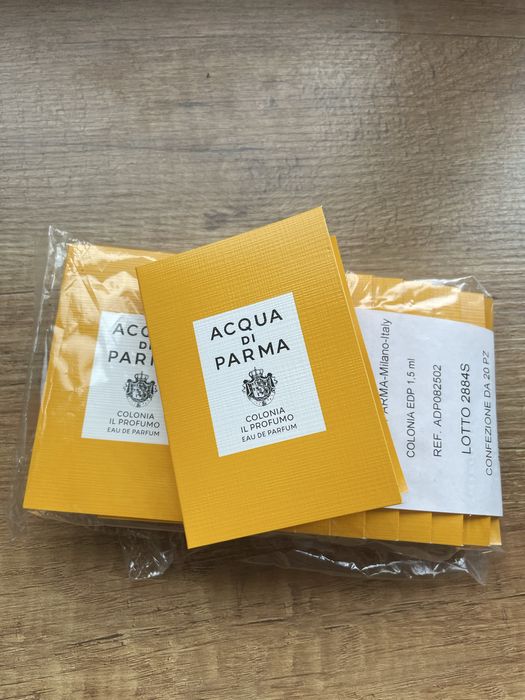 ACQUA
DI
PARMA
COLONIA
IL PROFUMO
EAU DE PARFUM
ACQUA
DI
PARMA
COLONIA
IL PROFUMO
EAU DE PARFUM
ARMA-Milano-Italy
COLONIA EDP 1,5 ml
REF. ADP082502
LOTTO 2884S
CONFEZIONE DA 20 PZ